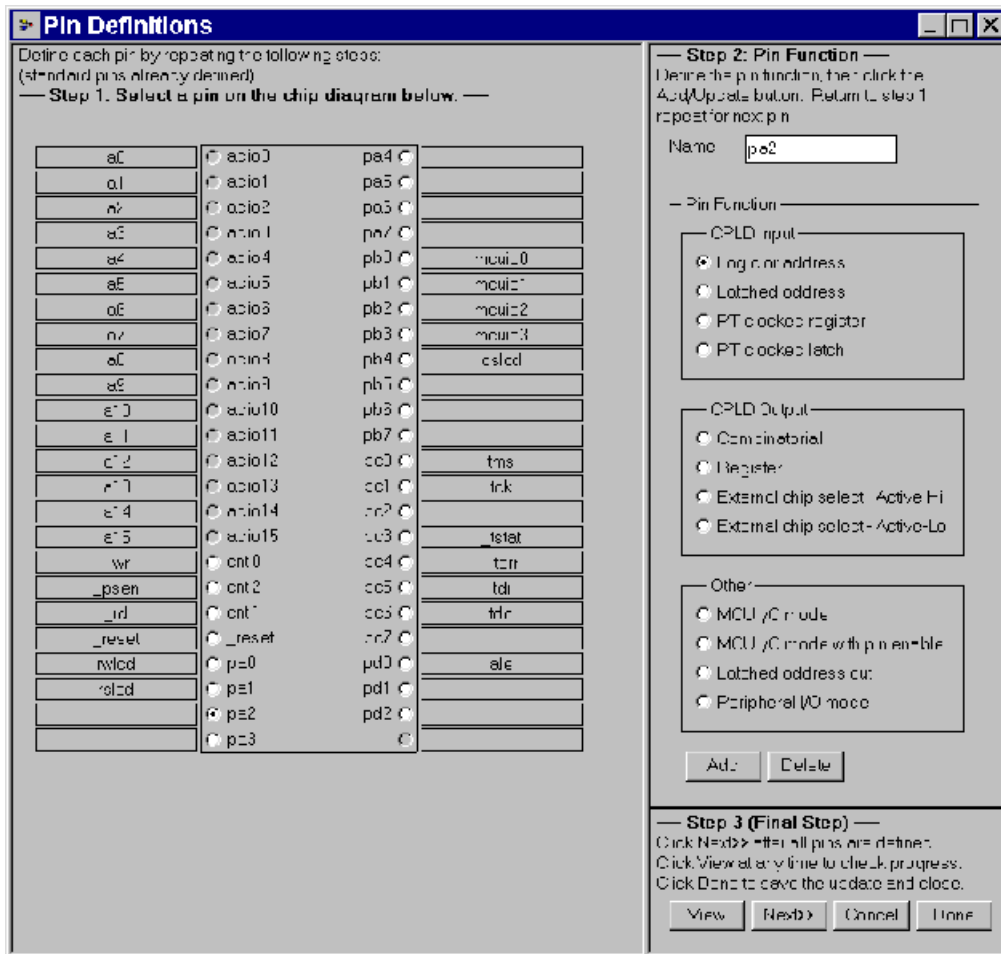 Pin Definitions
Define each pin by repeating the following steps:
(standard pins already defined)
Step 1. Select a pin on the chip diagram below.
a0 adio0 pa4
a1 adio1 pa5
a2 adio2 pa6
a3 adio3 pa7
a4 adio4 pb0 mcuio0
a5 adio5 pb1 mcuio1
a6 adio6 pb2 mcuio2
a7 adio7 pb3 mcuio3
a8 adio8 pb4 eslcd
a9 adio9 pb5
a10 adio10 pb6
a11 adio11 pb7
a12 adio12 pc0 tms
a13 adio13 pc1 tck
a14 adio14 pc2
a15 adio15 pc3 _tstat
_wr cntl0 pc4 _terr
_psen cntl2 pc5 tdi
_rd cntl1 pc6 tdo
_reset _reset pc7
rwlcd pa0 pd0 ale
rslcd pa1 pd1
pa2 pd2
pa3
Step 2: Pin Function
Define the pin function, then click the
Add/Update button. Return to step 1
repeat for next pin
Name pa2
Pin Function
CPLD Input
Logic or address
Latched address
PT clocked register
PT clocked latch
CPLD Output
Combinatorial
Register
External chip select - Active-Hi
External chip select - Active-Lo
Other
MCU I/O mode
MCU I/O mode with pin enable
Latched address out
Peripheral I/O mode
Add Delete
Step 3 (Final Step)
Click Next>> after all pins are defined.
Click View at any time to check progress.
Click Done to save the update and close.
View Next>> Cancel Done